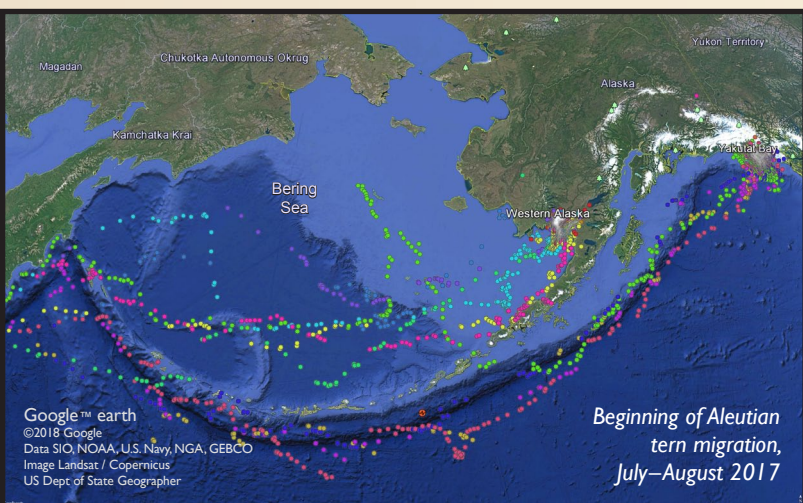 Yukon Territory
Chukotka Autonomous Okrug
Magadan
Alaska
Kamchatka Krai
Yakutat Bay
Bering
Sea
Western Alaska
Google™ earth
©2018 Google
Data SIO, NOAA, U.S. Navy, NGA, GEBCO
Image Landsat / Copernicus
US Dept of State Geographer
Beginning of Aleutian
tern migration,
July–August 2017